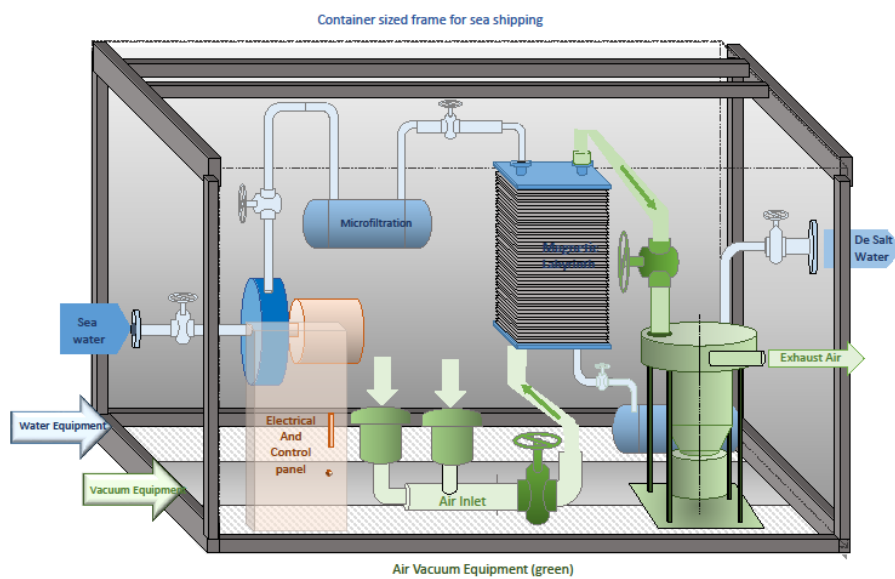 Container sized frame for sea shipping
Microfiltration
De Salt
Water
Sea
water
Exhaust Air
Electrical
And
Control
panel
Water Equipment
Vacuum Equipment
Air Inlet
Air Vacuum Equipment (green)